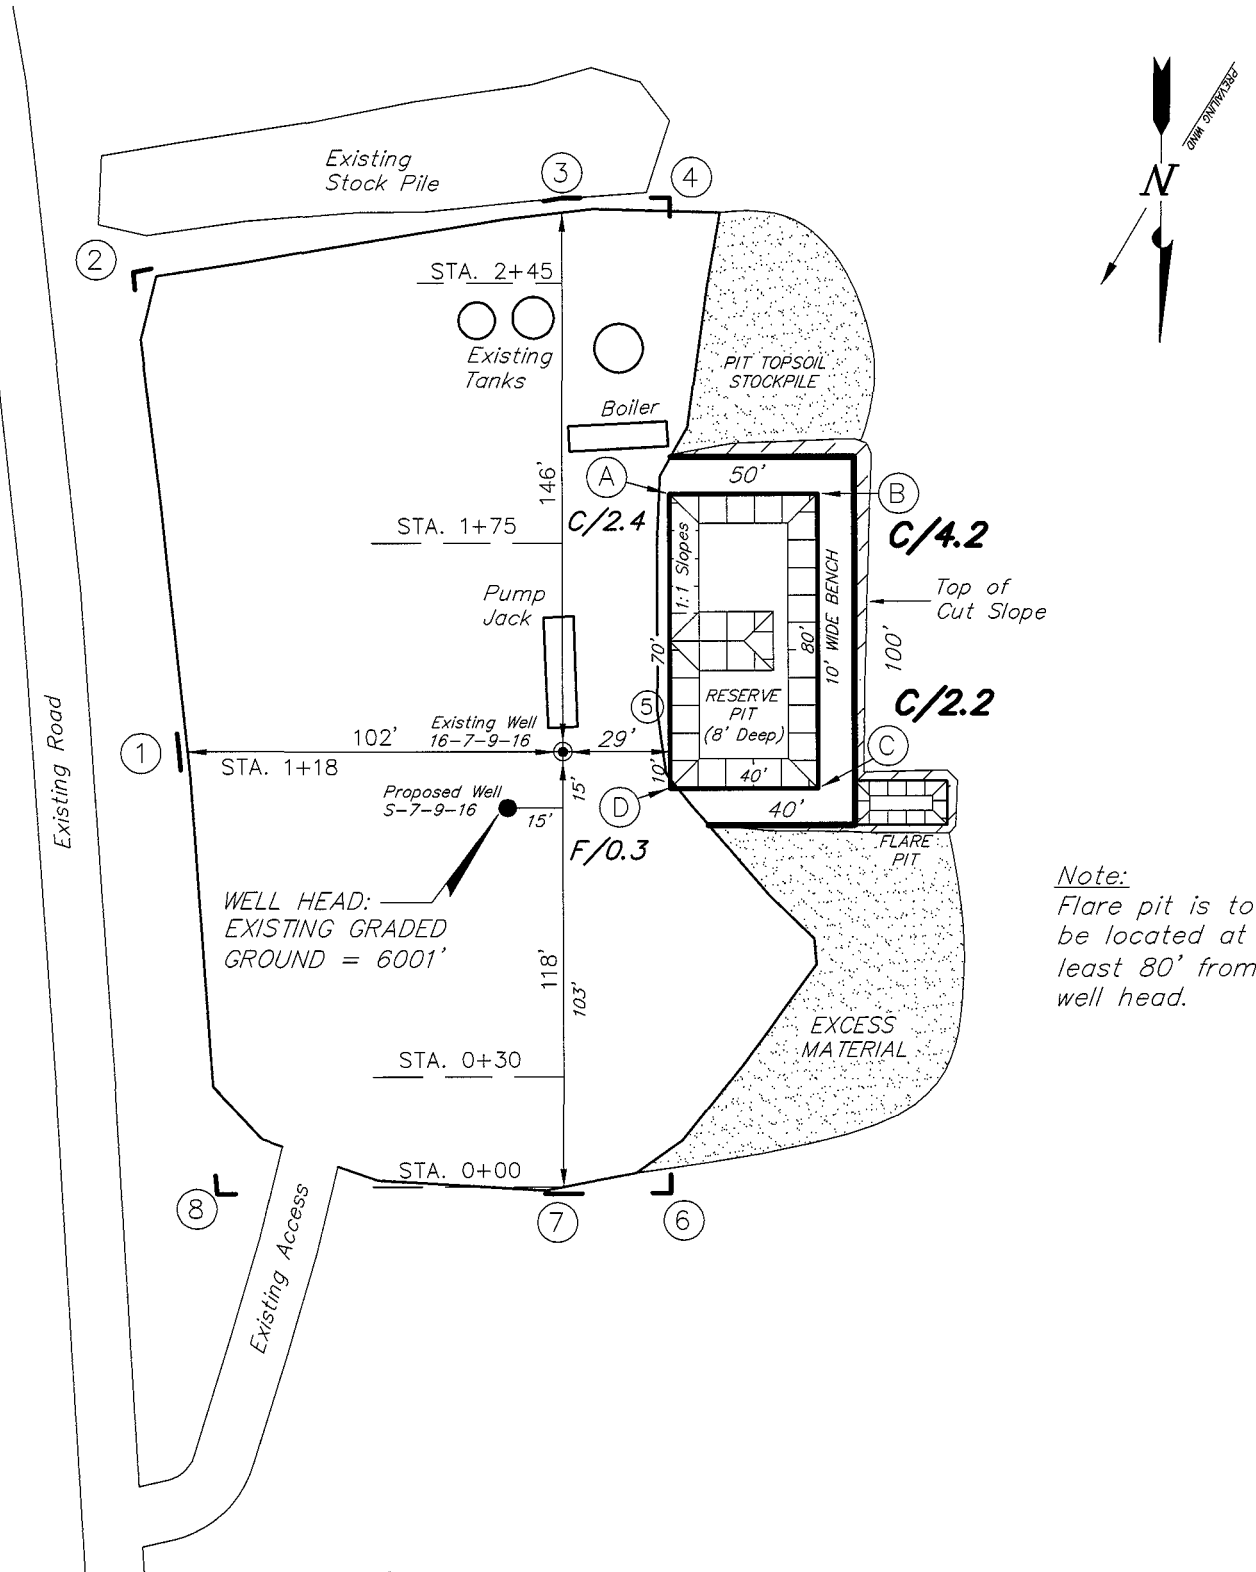 PREVAILING WIND
N
Existing
Stock Pile
3
4
2
STA. 2+45
Existing
Tanks
PIT TOPSOIL
STOCKPILE
Boiler
146'
A
50'
B
C/2.4
C/4.2
STA. 1+75
1:1 Slopes
10' WIDE BENCH
Top of
Cut Slope
Pump
Jack
70'
80'
100'
Existing Road
5
RESERVE
PIT
(8' Deep)
C/2.2
Existing Well
16-7-9-16
1
102'
29'
C
STA. 1+18
10'
40'
Proposed Well
S-7-9-16
15'
15'
D
40'
F/0.3
FLARE
PIT
WELL HEAD:
EXISTING GRADED
GROUND = 6001'
Note:
Flare pit is to
be located at
least 80' from
well head.
118'
103'
EXCESS
MATERIAL
STA. 0+30
STA. 0+00
8
7
6
Existing Access